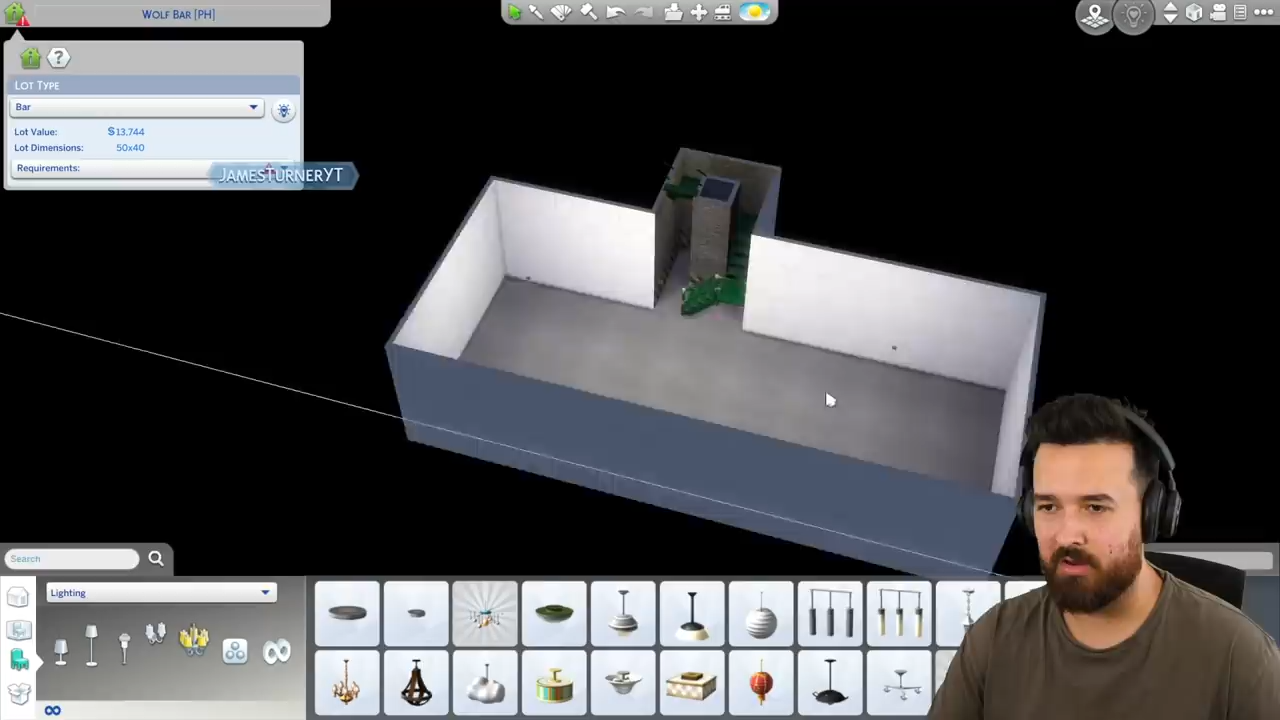 WOLF BAR [PH]
LOT TYPE
Bar
Lot Value: §13,744
Lot Dimensions: 50x40
Requirements:
JAMESTURNERYT
Search
Lighting